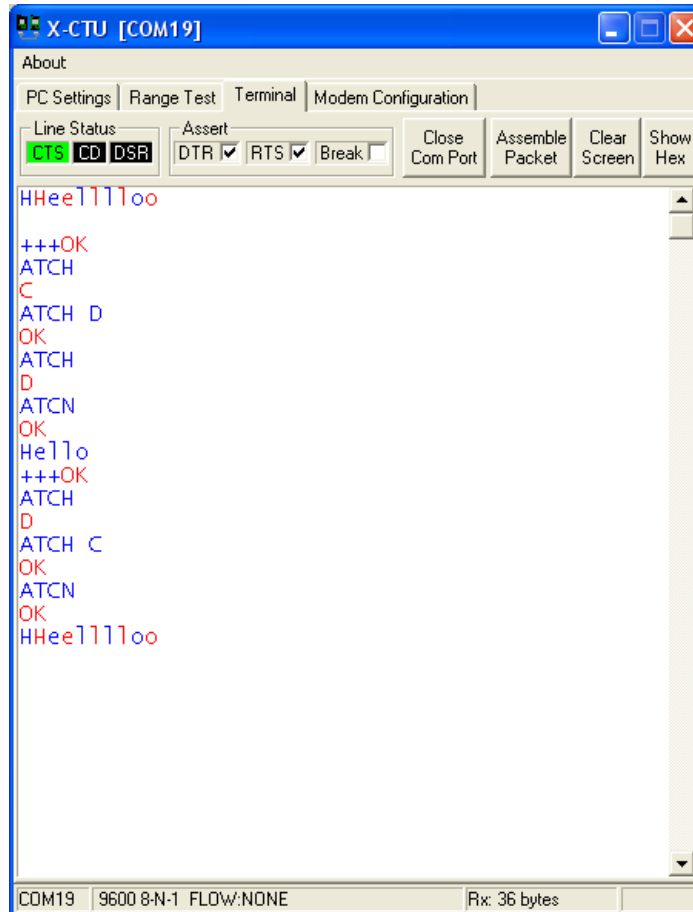 X-CTU [COM19]
About
PC Settings Range Test Terminal Modem Configuration
Line Status Assert
CTS CD DSR DTR RTS Break
Close Com Port
Assemble Packet
Clear Screen
Show Hex
HHeelllloo
+++OK
ATCH
C
ATCH D
OK
ATCH
D
ATCN
OK
Hello
+++OK
ATCH
D
ATCH C
OK
ATCN
OK
HHeelllloo
COM19 9600 8-N-1 FLOW:NONE Rx: 36 bytes